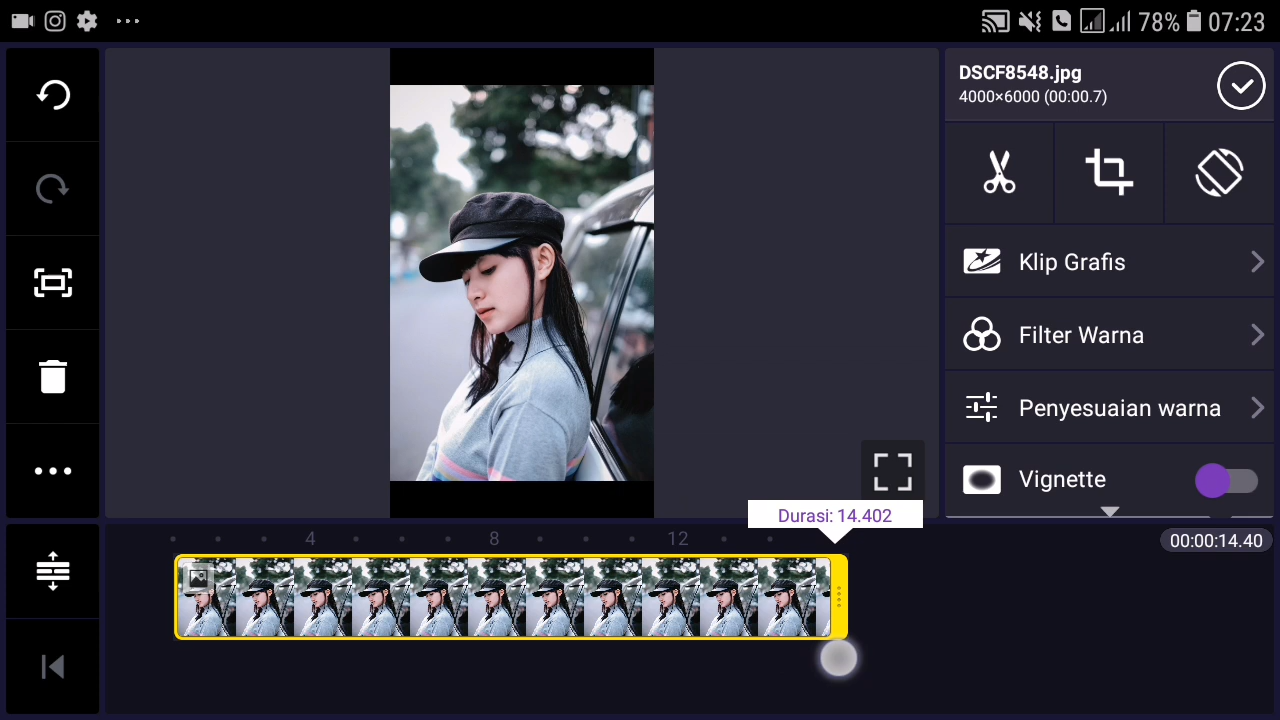 78% 07:23
DSCF8548.jpg
4000×6000 (00:00.7)
Klip Grafis
Filter Warna
Penyesuaian warna
Vignette
Durasi: 14.402
4 8 12
00:00:14.40